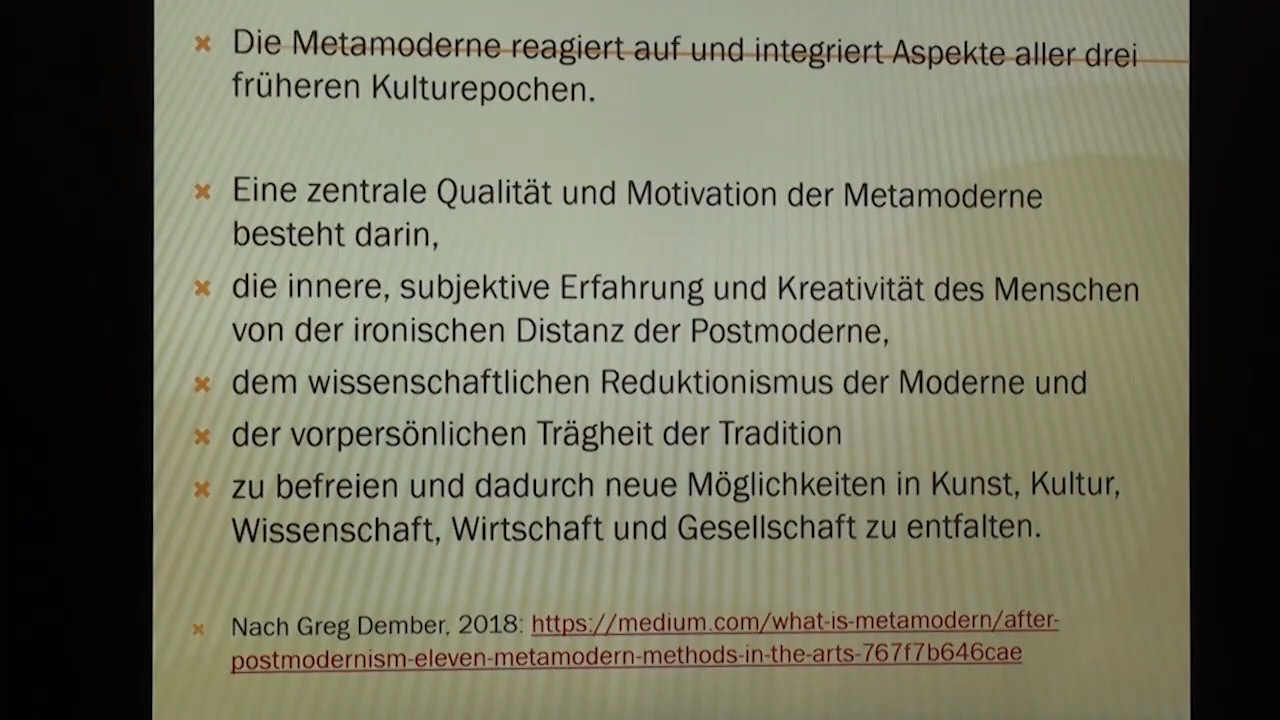 Die Metamoderne reagiert auf und integriert Aspekte aller drei
früheren Kulturepochen.
Eine zentrale Qualität und Motivation der Metamoderne
besteht darin,
die innere, subjektive Erfahrung und Kreativität des Menschen
von der ironischen Distanz der Postmoderne,
dem wissenschaftlichen Reduktionismus der Moderne und
der vorpersönlichen Trägheit der Tradition
zu befreien und dadurch neue Möglichkeiten in Kunst, Kultur,
Wissenschaft, Wirtschaft und Gesellschaft zu entfalten.
Nach Greg Dember, 2018: https://medium.com/what-is-metamodern/after-
postmodernism-eleven-metamodern-methods-in-the-arts-767f7b646cae